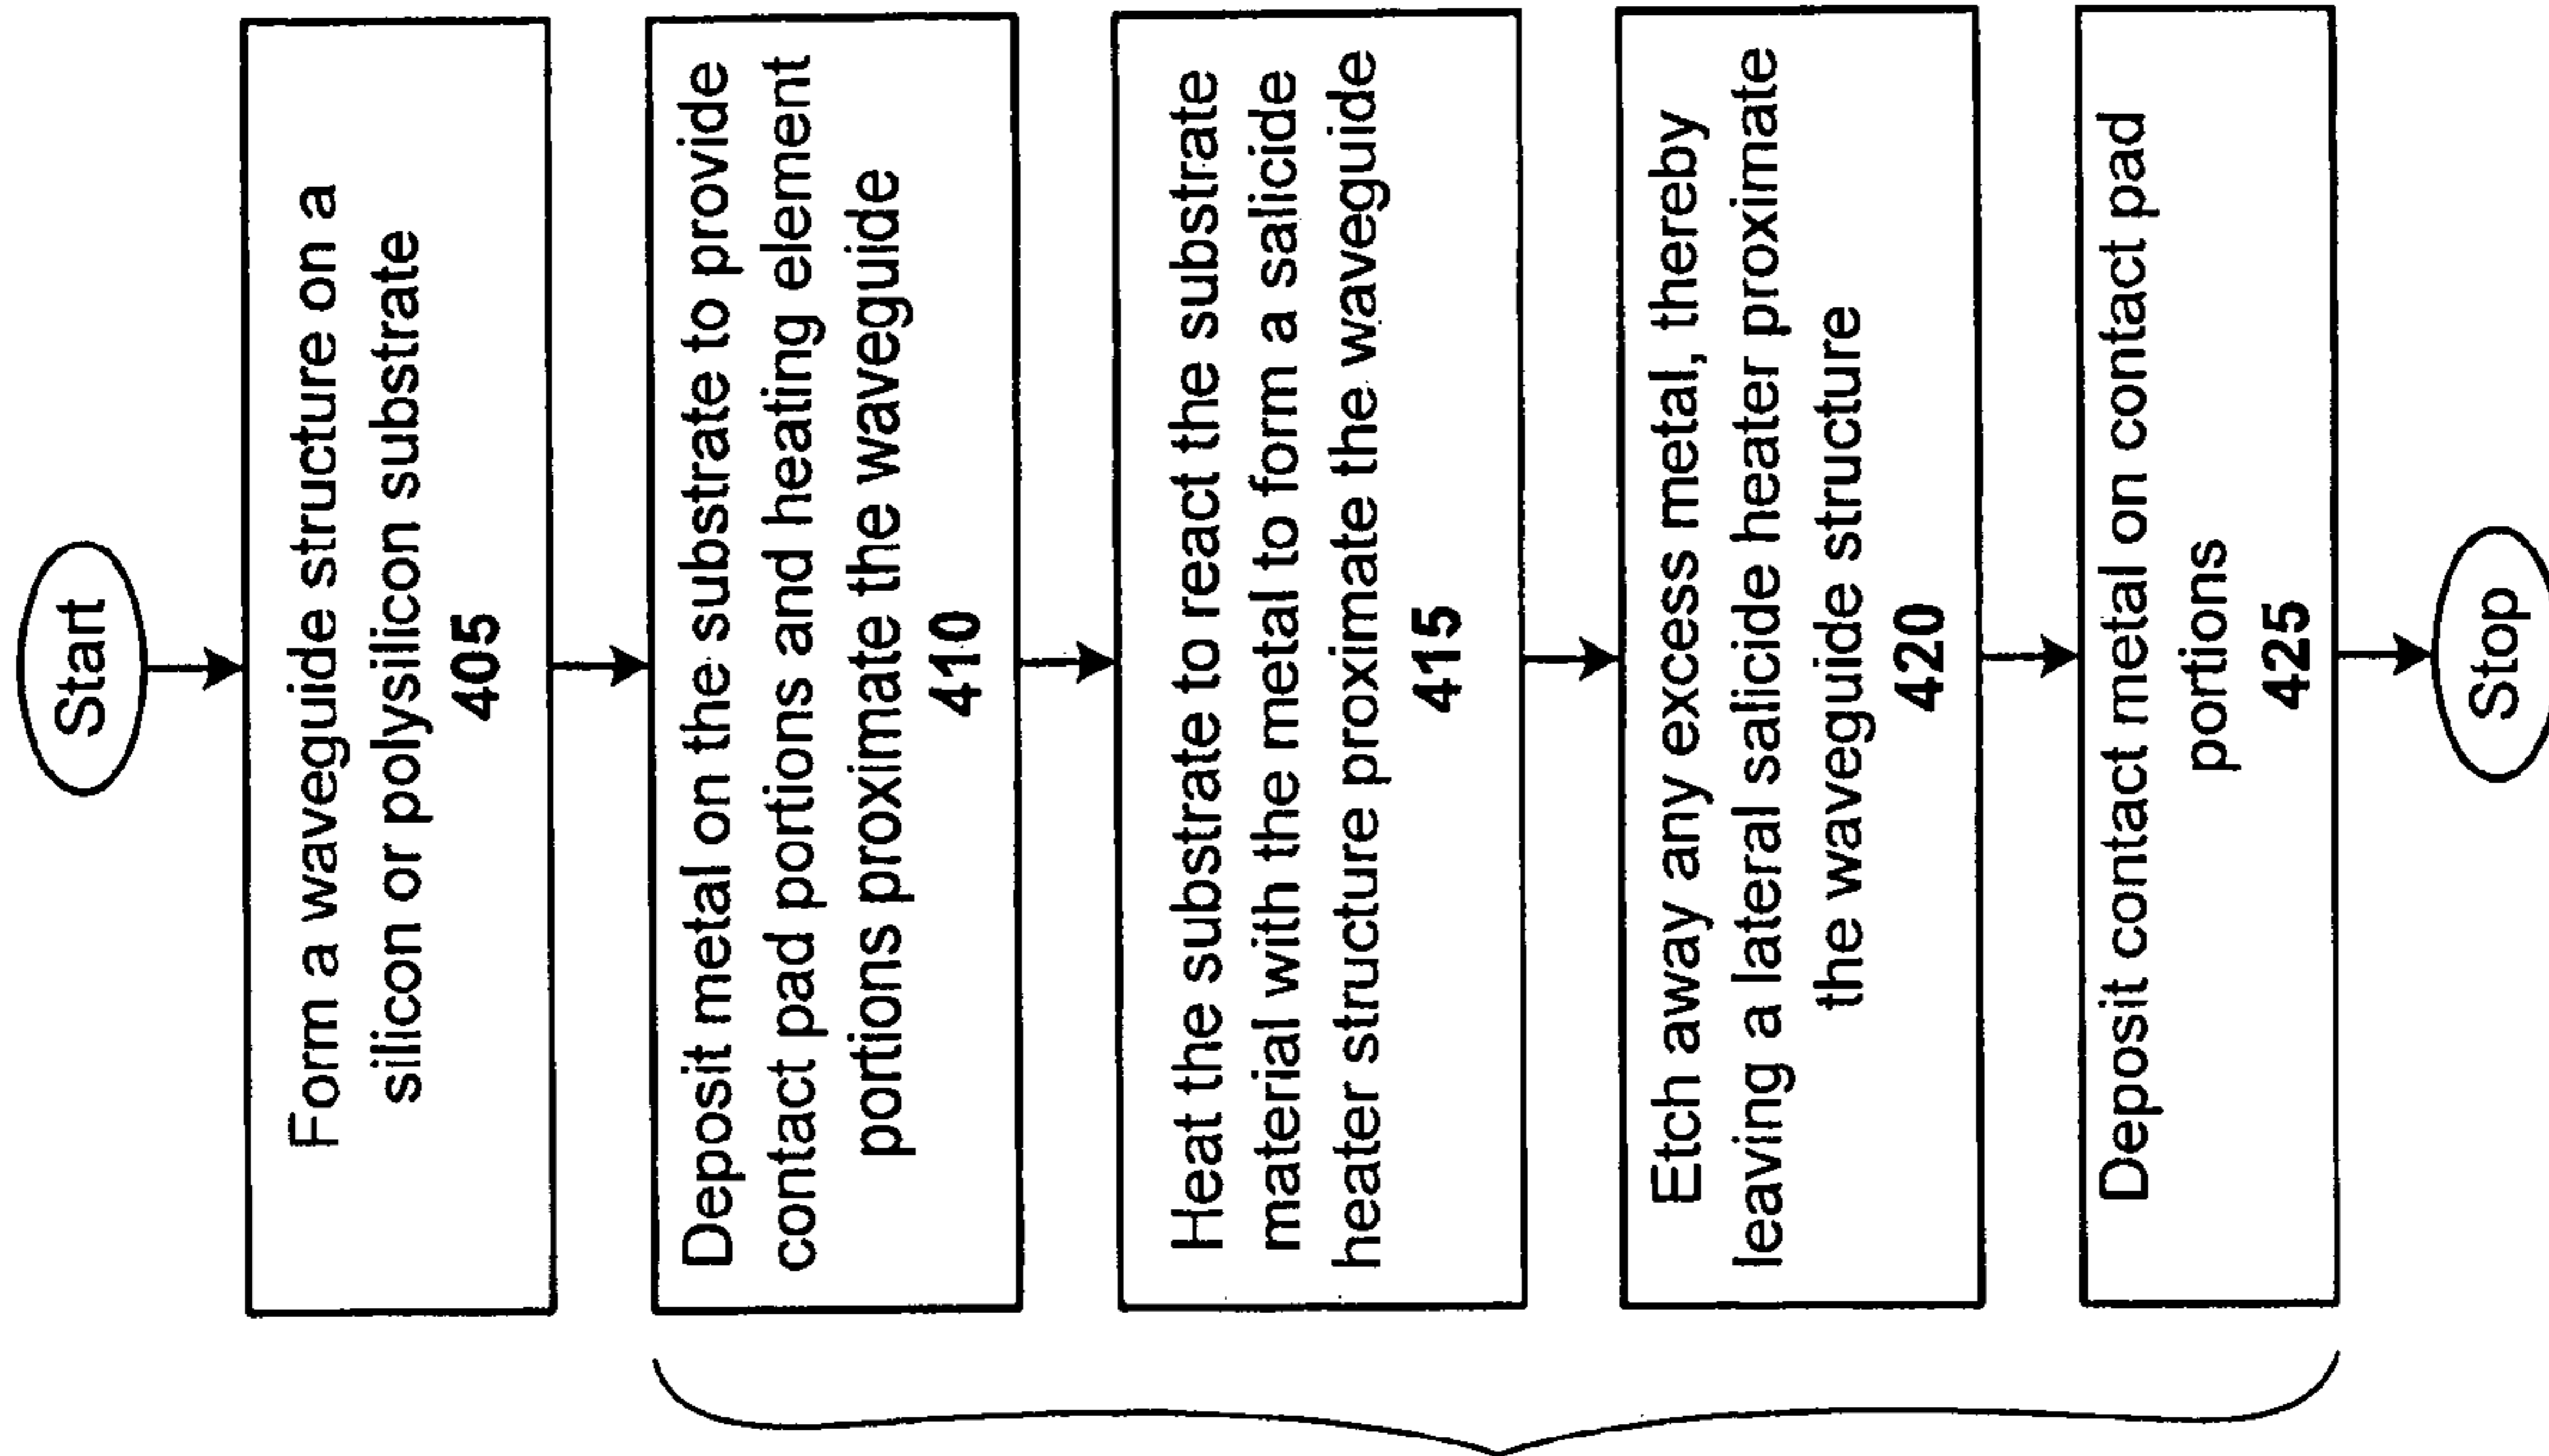 Start
Form a waveguide structure on a
silicon or polysilicon substrate
405
Deposit metal on the substrate to provide
contact pad portions and heating element
portions proximate the waveguide
410
Heat the substrate to react the substrate
material with the metal to form a salicide
heater structure proximate the waveguide
415
Etch away any excess metal, thereby
leaving a lateral salicide heater proximate
the waveguide structure
420
Deposit contact metal on contact pad
portions
425
Stop